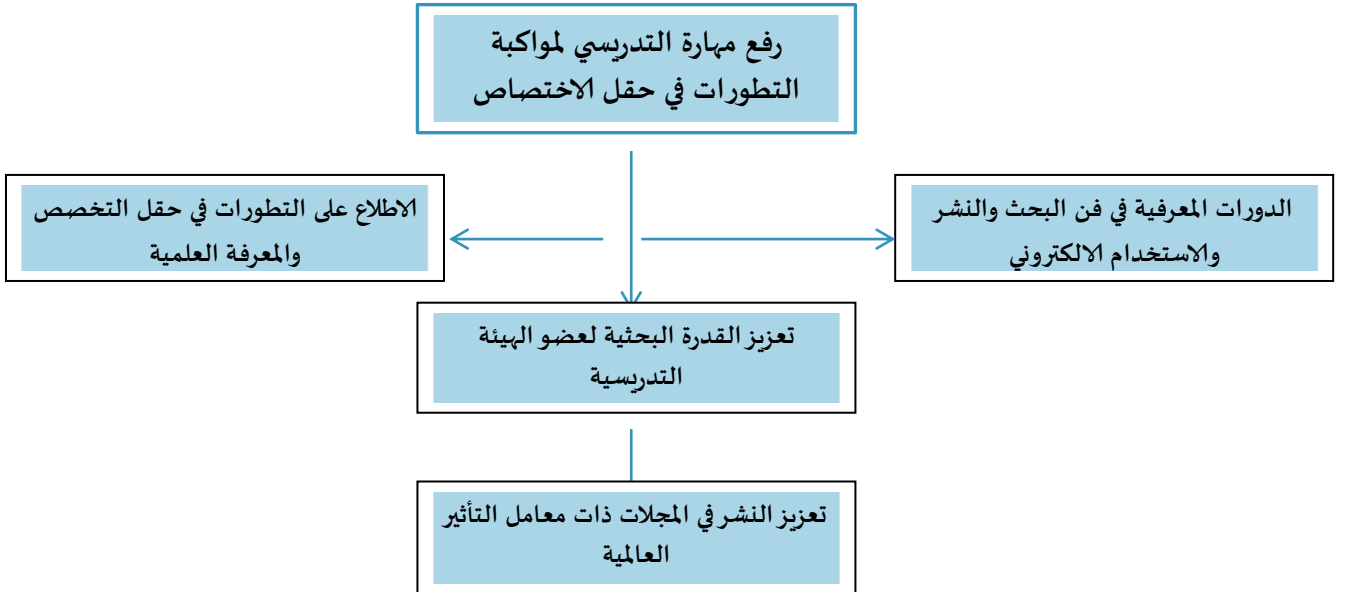 رفع مهارة التدريسي لمواكبة
التطورات في حقل الاختصاص
الدورات المعرفية في فن البحث والنشر
والاستخدام الالكتروني
الاطلاع على التطورات في حقل التخصص
والمعرفة العلمية
تعزيز القدرة البحثية لعضو الهيئة
التدريسية
تعزيز النشر في المجلات ذات معامل التأثير
العالمية